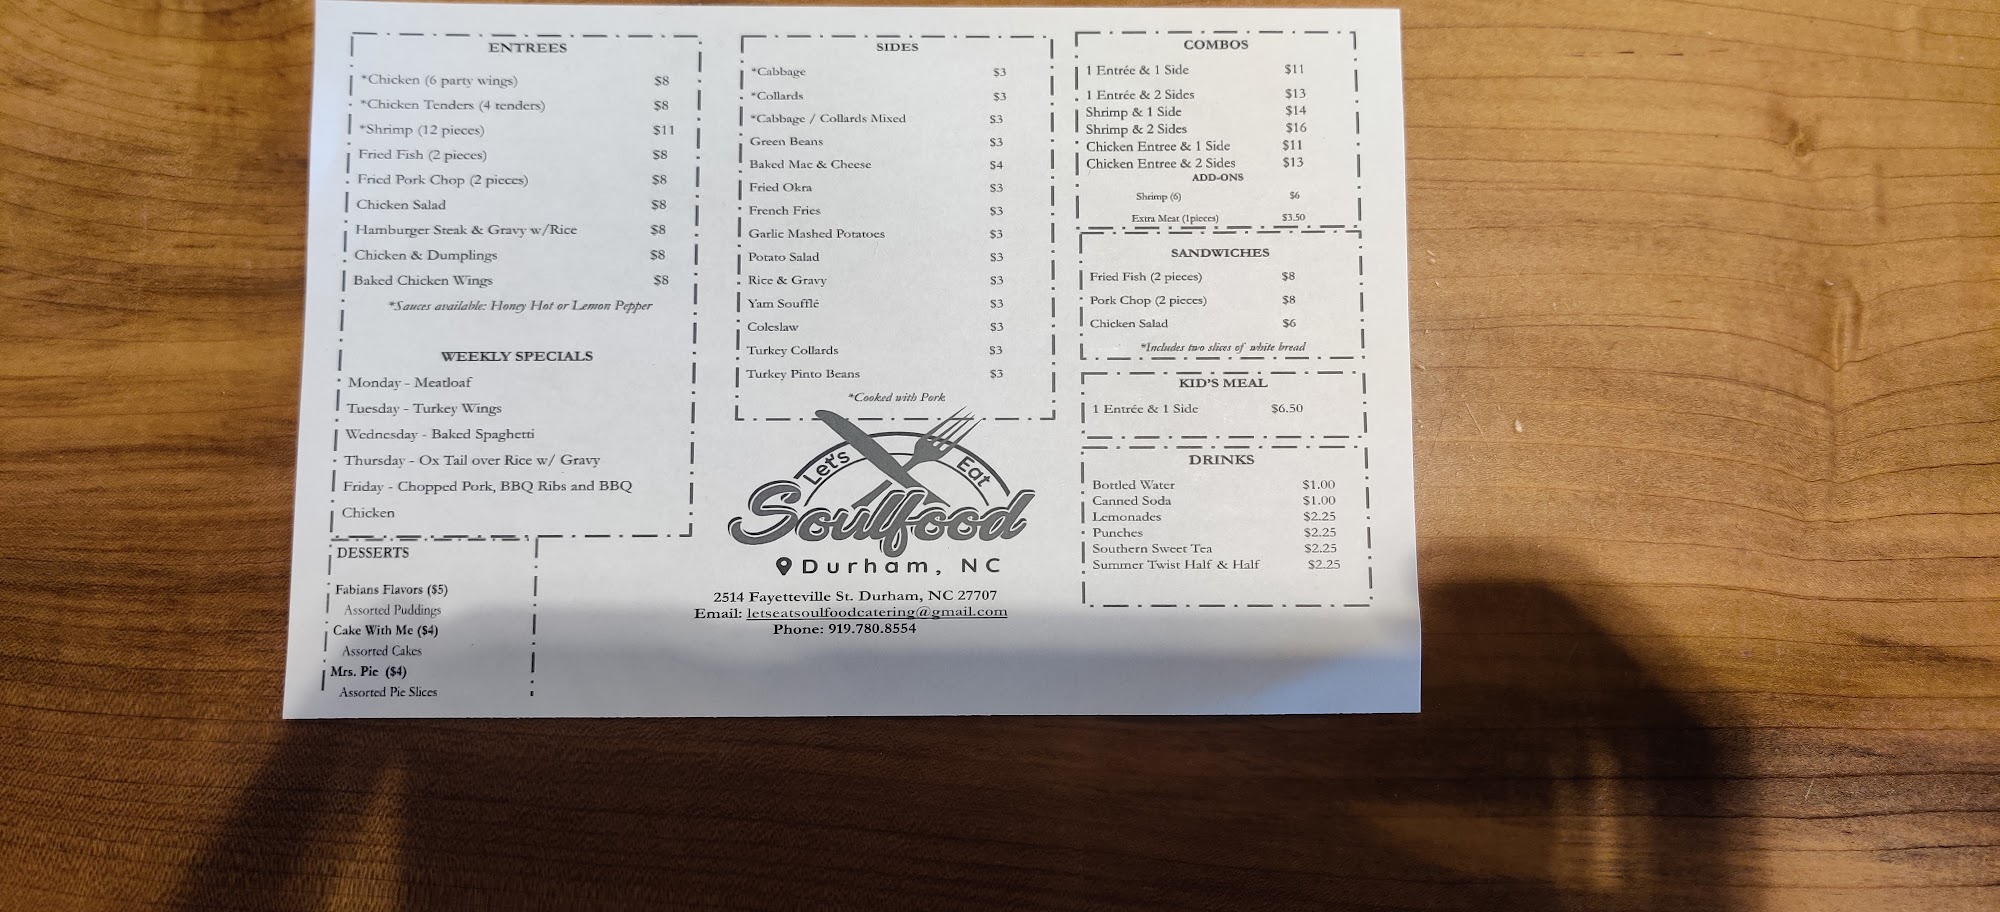 ENTREES
*Chicken (6 party wings) $8
*Chicken Tenders (4 tenders) $8
*Shrimp (12 pieces) $11
Fried Fish (2 pieces) $8
Fried Pork Chop (2 pieces) $8
Chicken Salad $8
Hamburger Steak & Gravy w/Rice $8
Chicken & Dumplings $8
Baked Chicken Wings $8
*Sauces available: Honey Hot or Lemon Pepper
WEEKLY SPECIALS
Monday - Meatloaf
Tuesday - Turkey Wings
Wednesday - Baked Spaghetti
Thursday - Ox Tail over Rice w/ Gravy
Friday - Chopped Pork, BBQ Ribs and BBQ
Chicken
DESSERTS
Fabians Flavors ($5)
Assorted Puddings
Cake With Me ($4)
Assorted Cakes
Mrs. Pie ($4)
Assorted Pie Slices
SIDES
*Cabbage $3
*Collards $3
*Cabbage / Collards Mixed $3
Green Beans $3
Baked Mac & Cheese $4
Fried Okra $3
French Fries $3
Garlic Mashed Potatoes $3
Potato Salad $3
Rice & Gravy $3
Yam Soufflé $3
Coleslaw $3
Turkey Collards $3
Turkey Pinto Beans $3
*Cooked with Pork
Let's Eat
Soulfood
Durham, NC
2514 Fayetteville St. Durham, NC 27707
Email: letseatsoulfoodcatering@gmail.com
Phone: 919.780.8554
COMBOS
1 Entrée & 1 Side $11
1 Entrée & 2 Sides $13
Shrimp & 1 Side $14
Shrimp & 2 Sides $16
Chicken Entree & 1 Side $11
Chicken Entree & 2 Sides $13
ADD-ONS
Shrimp (6) $6
Extra Meat (1pieces) $3.50
SANDWICHES
Fried Fish (2 pieces) $8
Pork Chop (2 pieces) $8
Chicken Salad $6
*Includes two slices of white bread
KID'S MEAL
1 Entrée & 1 Side $6.50
DRINKS
Bottled Water $1.00
Canned Soda $1.00
Lemonades $2.25
Punches $2.25
Southern Sweet Tea $2.25
Summer Twist Half & Half $2.25